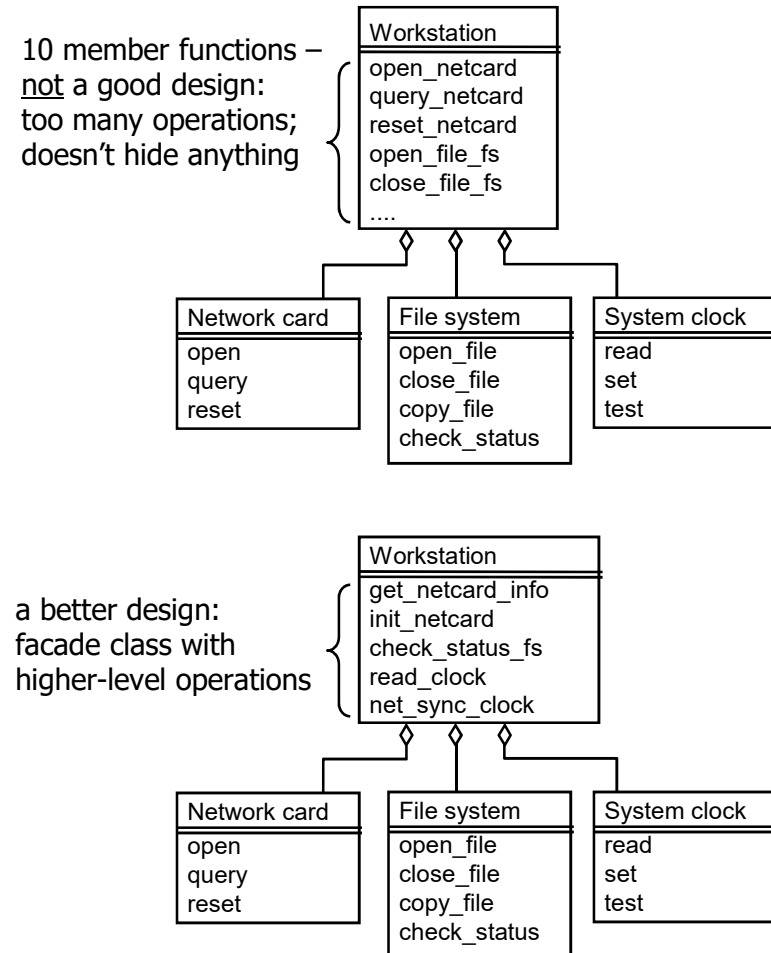 10 member functions –
not a good design:
too many operations;
doesn’t hide anything
Workstation
open_netcard
query_netcard
reset_netcard
open_file_fs
close_file_fs
....
Network card
open
query
reset
File system
open_file
close_file
copy_file
check_status
System clock
read
set
test
a better design:
facade class with
higher-level operations
Workstation
get_netcard_info
init_netcard
check_status_fs
read_clock
net_sync_clock
Network card
open
query
reset
File system
open_file
close_file
copy_file
check_status
System clock
read
set
test